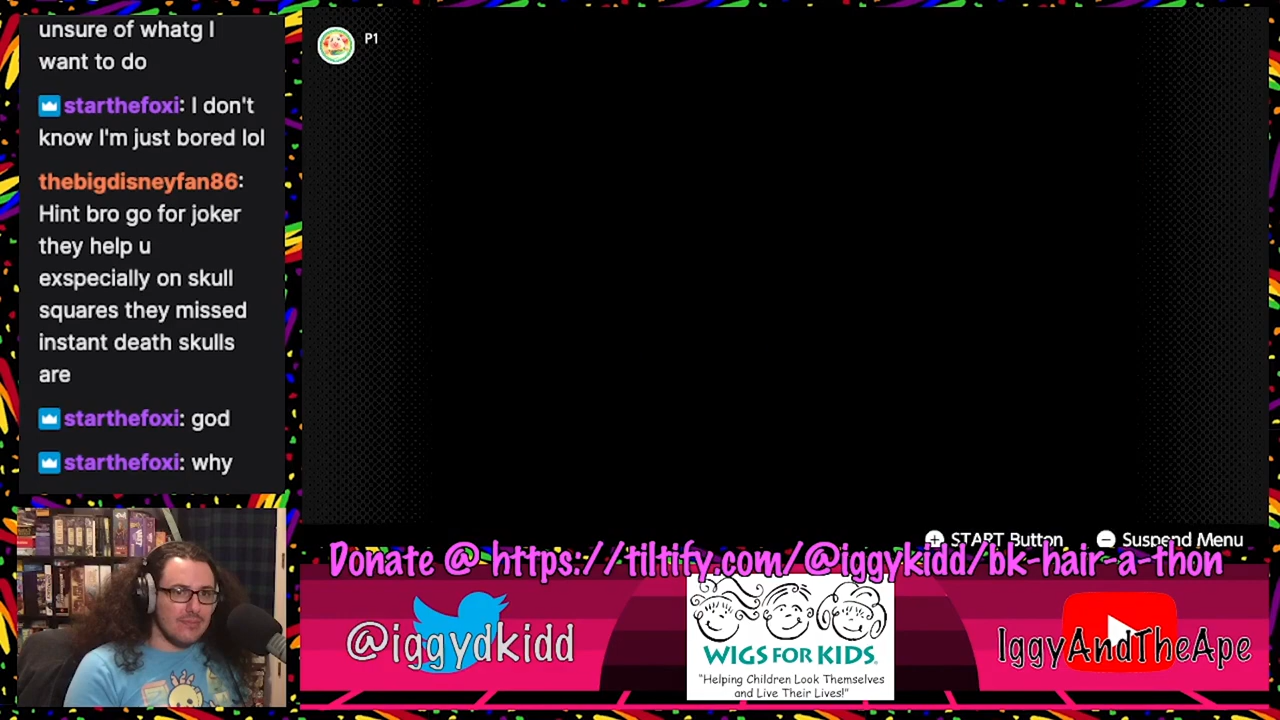 unsure of whatg I
want to do
starthefoxi: I don't
know I'm just bored lol
thebigdisneyfan86:
Hint bro go for joker
they help u
exspecially on skull
squares they missed
instant death skulls
are
starthefoxi: god
starthefoxi: why
P1
START Button
Suspend Menu
Donate @ https://tiltify.com/@iggykidd/bk-hair-a-thon
@iggydkidd
WIGS FOR KIDS.
"Helping Children Look Themselves
and Live Their Lives!"
IggyAndTheApe